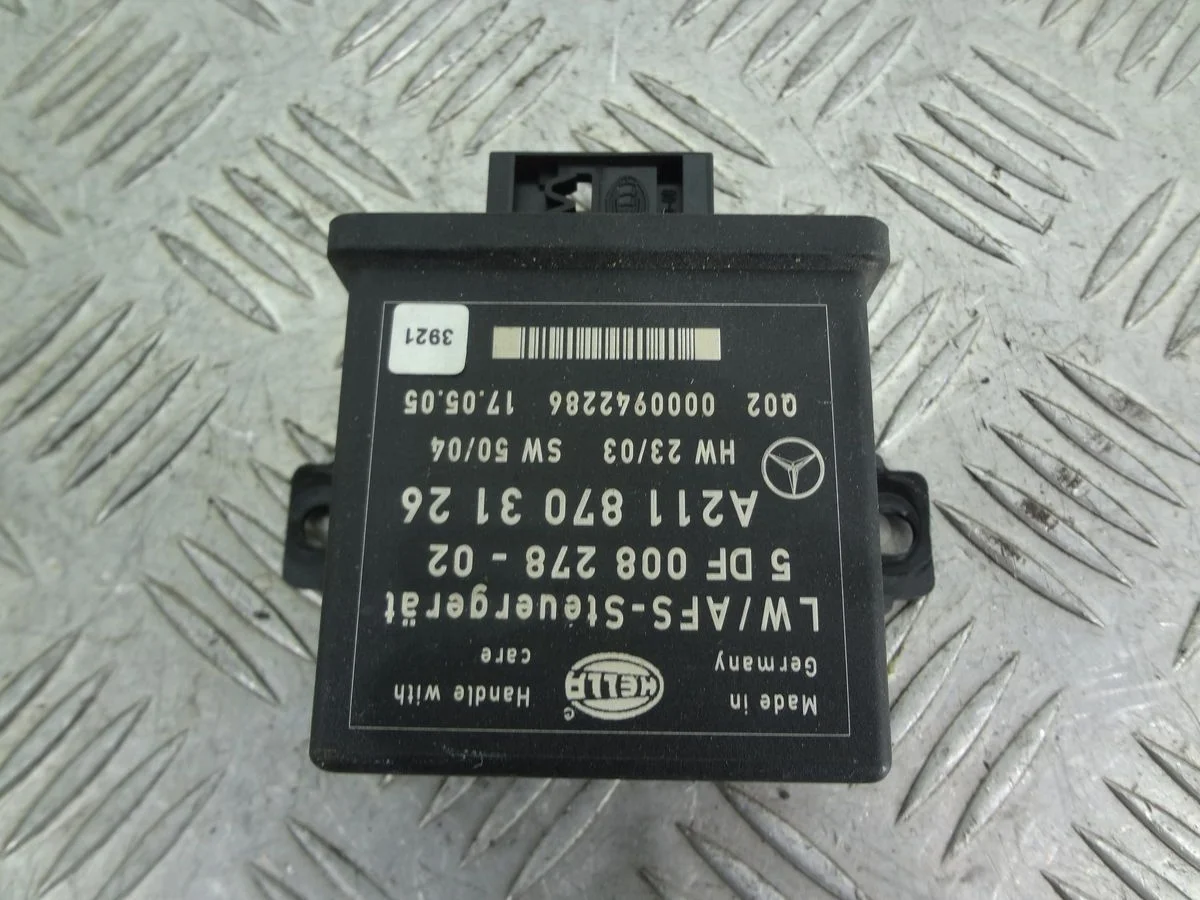 Made in Germany
HELLA
Handle with care
LW/AFS-Steuergerät
5 DF 008 278 - 02
A211 870 31 26
HW 23/03 SW 50/04
Q02 0000942286 17.05.05
3921